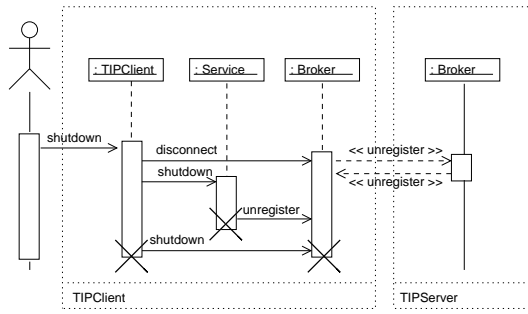 : TIPClient
: Service
: Broker
: Broker
shutdown
disconnect
<< unregister >>
shutdown
<< unregister >>
unregister
shutdown
TIPClient
TIPServer